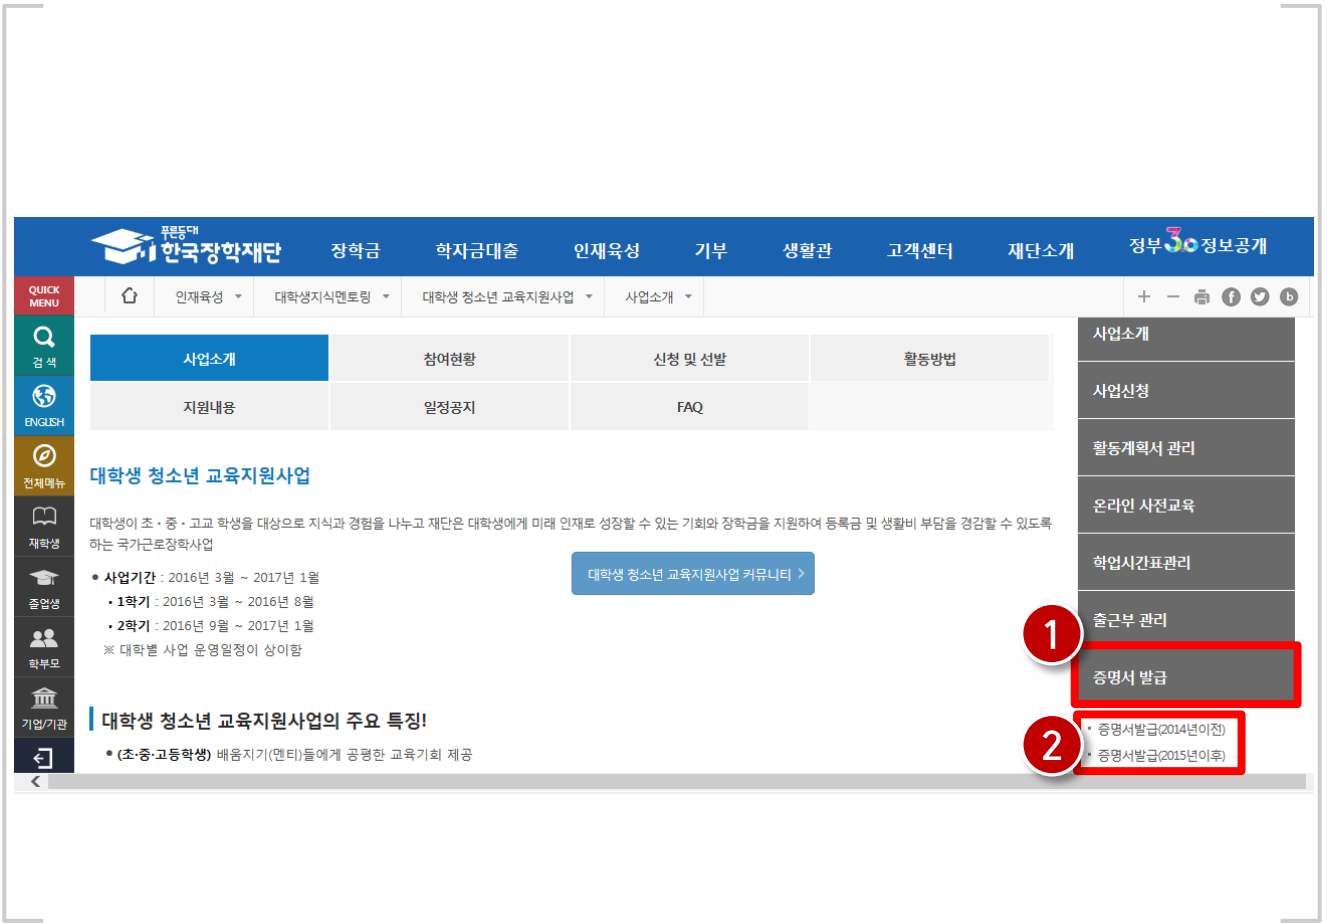 푸른등대
한국장학재단
장학금
학자금대출
인재육성
기부
생활관
고객센터
재단소개
정부3.0정보공개
QUICK
MENU
인재육성
대학생지식멘토링
대학생 청소년 교육지원사업
사업소개
검색
ENGLISH
전체메뉴
재학생
졸업생
학부모
기업/기관
사업소개
참여현황
신청 및 선발
활동방법
지원내용
일정공지
FAQ
대학생 청소년 교육지원사업
대학생이 초・중・고교 학생을 대상으로 지식과 경험을 나누고 재단은 대학생에게 미래 인재로 성장할 수 있는 기회와 장학금을 지원하여 등록금 및 생활비 부담을 경감할 수 있도록
하는 국가근로장학사업
• 사업기간 : 2016년 3월 ~ 2017년 1월
• 1학기 : 2016년 3월 ~ 2016년 8월
• 2학기 : 2016년 9월 ~ 2017년 1월
※ 대학별 사업 운영일정이 상이함
대학생 청소년 교육지원사업 커뮤니티 >
대학생 청소년 교육지원사업의 주요 특징!
• (초·중·고등학생) 배움지기(멘티)들에게 공평한 교육기회 제공
사업소개
사업신청
활동계획서 관리
온라인 사전교육
학업시간표관리
출근부 관리
1
증명서 발급
2
증명서발급(2014년이전)
증명서발급(2015년이후)